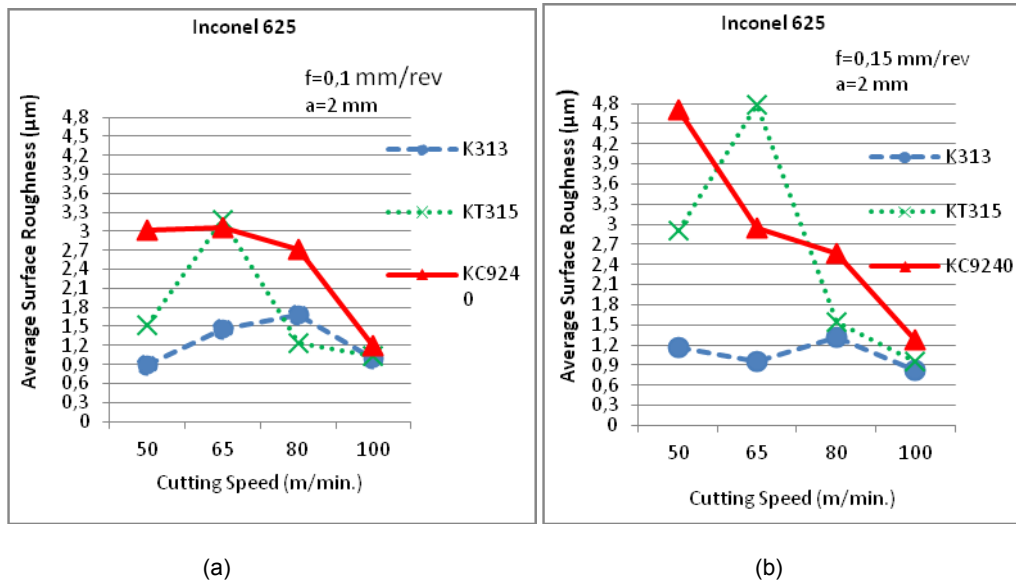 Inconel 625
f=0,1 mm/rev
a=2 mm
Average Surface Roughness (µm)
4,8
4,5
4,2
3,9
3,6
3,3
3
2,7
2,4
2,1
1,8
1,5
1,2
0,9
0,6
0,3
0
50
65
80
100
Cutting Speed (m/min.)
K313
KT315
KC924
0
(a)
Inconel 625
f=0,15 mm/rev
a=2 mm
Average Surface Roughness (µm)
4,8
4,5
4,2
3,9
3,6
3,3
3
2,7
2,4
2,1
1,8
1,5
1,2
0,9
0,6
0,3
0
50
65
80
100
Cutting Speed (m/min.)
K313
KT315
KC9240
(b)